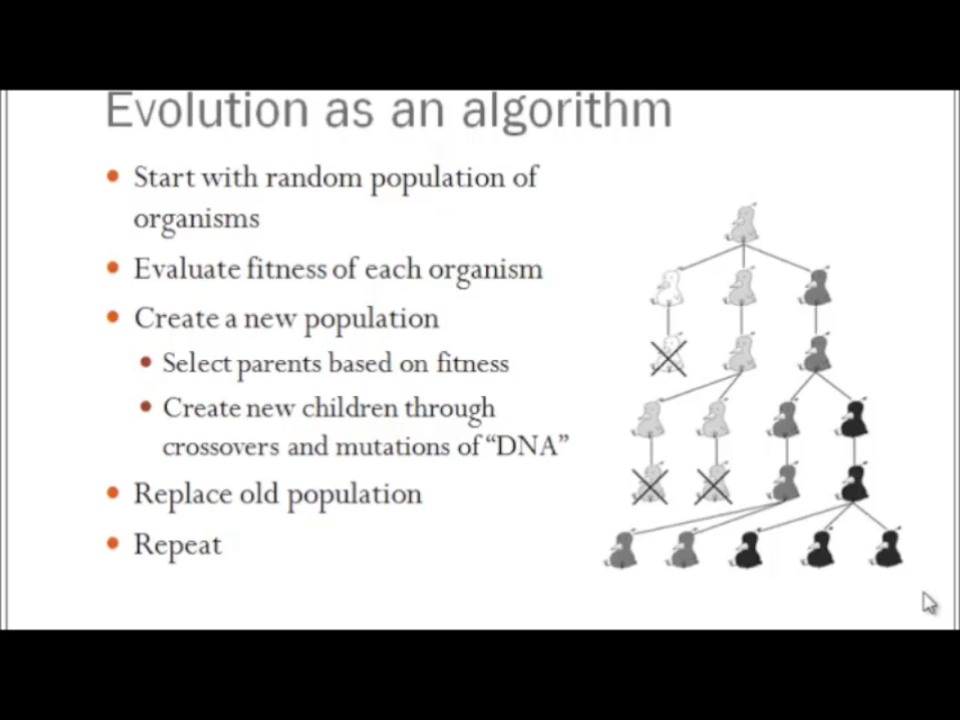 Evolution as an algorithm
Start with random population of
organisms
Evaluate fitness of each organism
Create a new population
Select parents based on fitness
Create new children through
crossovers and mutations of “DNA”
Replace old population
Repeat